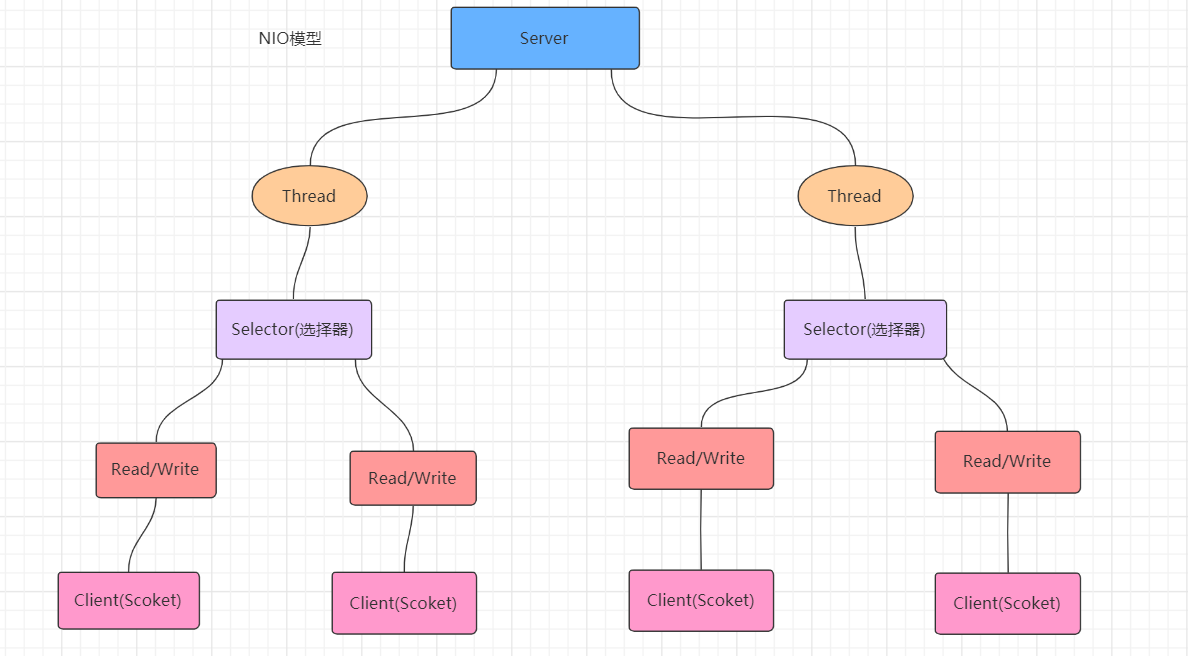 NIO模型
Server
Thread
Thread
Selector(选择器)
Selector(选择器)
Read/Write
Read/Write
Read/Write
Read/Write
Client(Scoket)
Client(Scoket)
Client(Scoket)
Client(Scoket)